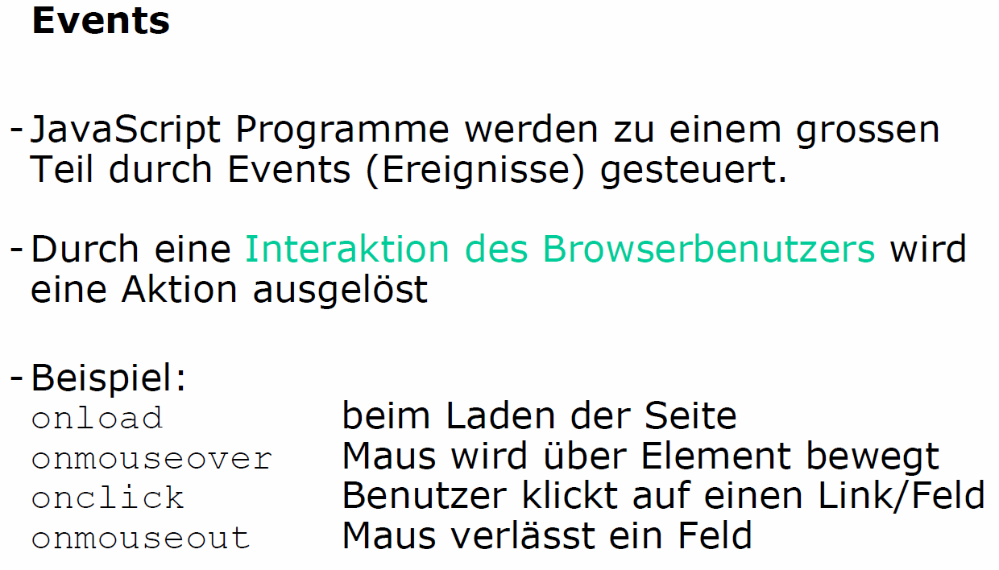 Events
- JavaScript Programme werden zu einem grossen
Teil durch Events (Ereignisse) gesteuert.
- Durch eine Interaktion des Browserbenutzers wird
eine Aktion ausgelöst
- Beispiel:
onload beim Laden der Seite
onmouseover Maus wird über Element bewegt
onclick Benutzer klickt auf einen Link/Feld
onmouseout Maus verlässt ein Feld